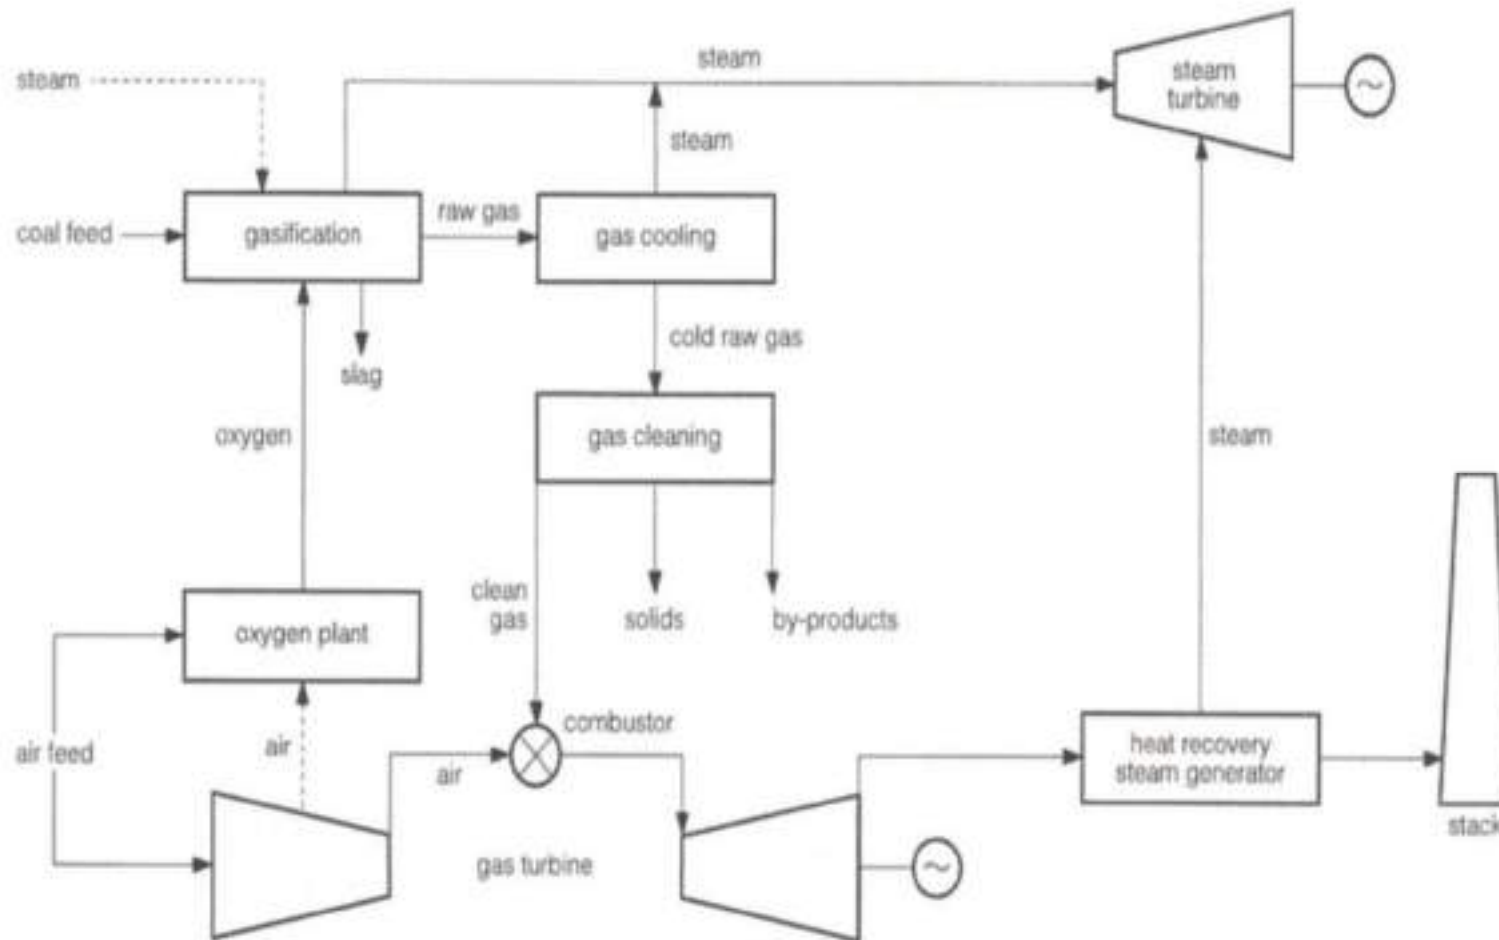 steam
steam
steam
turbine
~
steam
coal feed
gasification
raw gas
gas cooling
slag
cold raw gas
oxygen
gas cleaning
steam
clean
gas
solids
by-products
oxygen plant
air feed
air
air
combustor
heat recovery
steam generator
gas turbine
~
stack